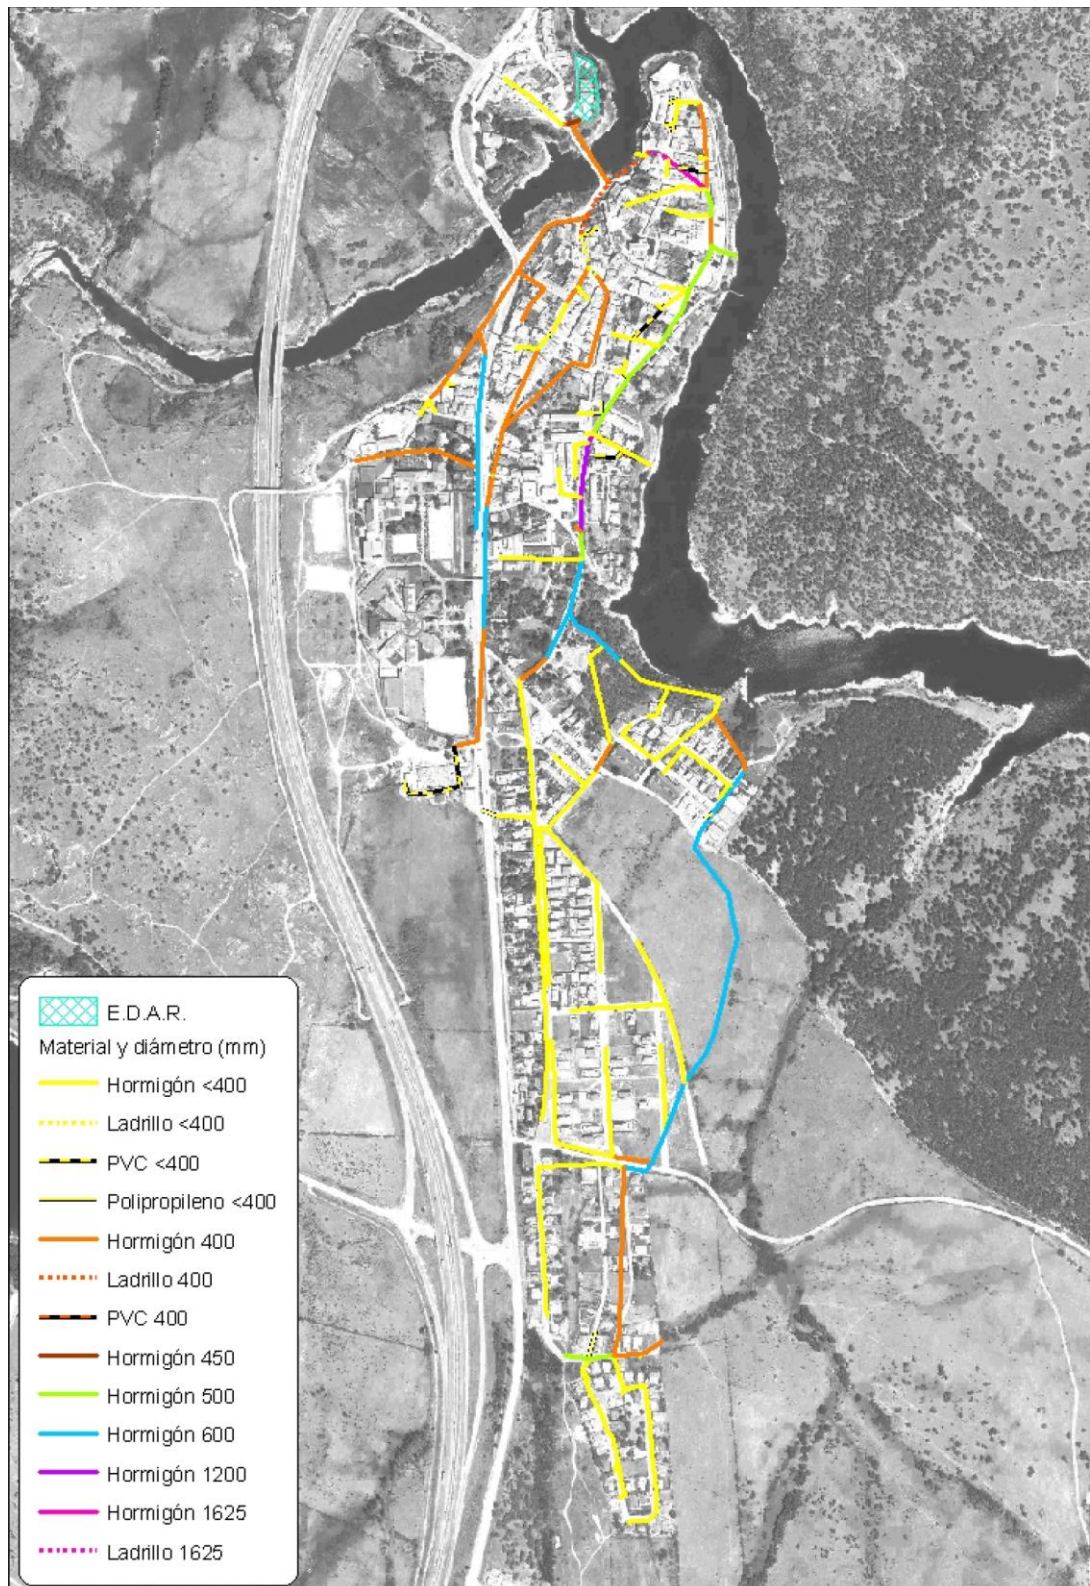 E.D.A.R.
Material y diámetro (mm)
Hormigón <400
Ladrillo <400
PVC <400
Polipropileno <400
Hormigón 400
Ladrillo 400
PVC 400
Hormigón 450
Hormigón 500
Hormigón 600
Hormigón 1200
Hormigón 1625
Ladrillo 1625